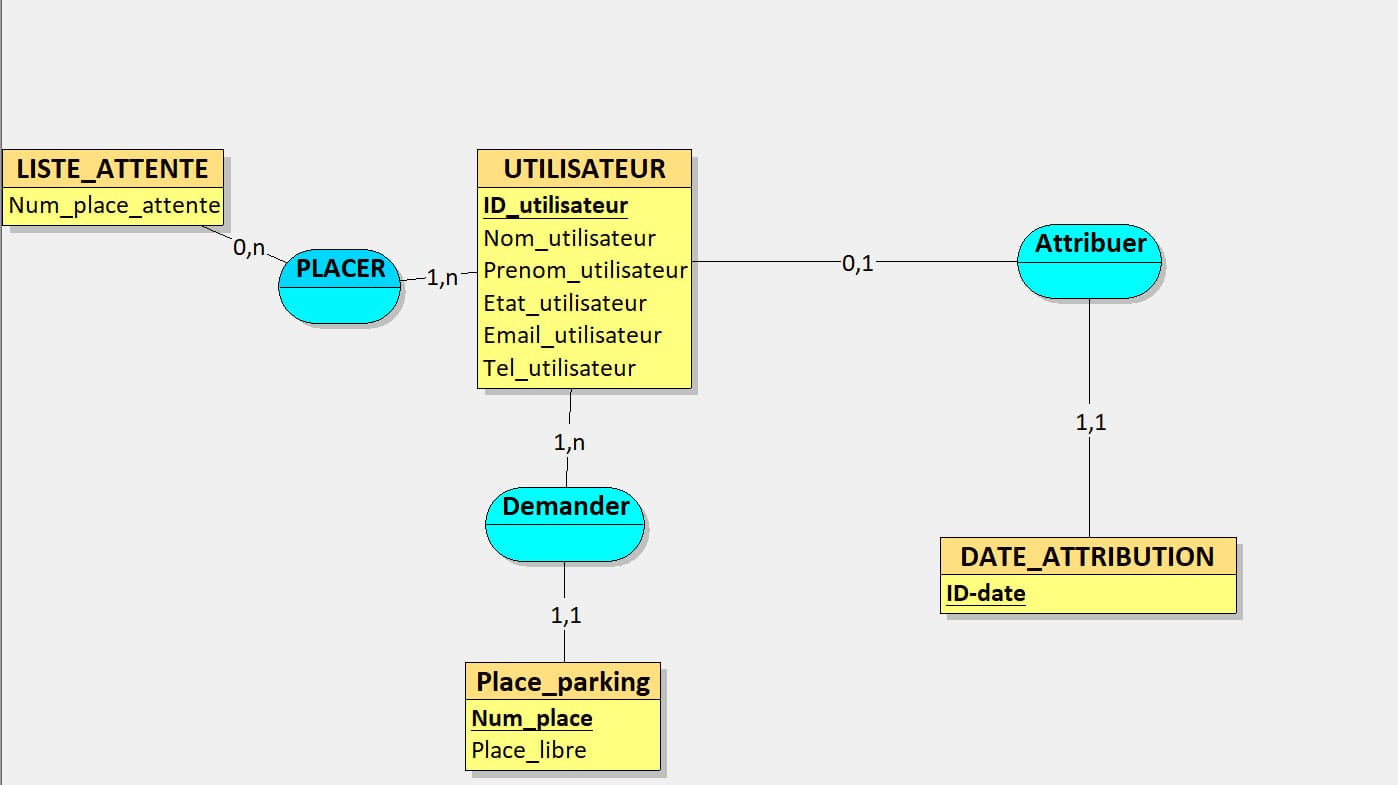 LISTE_ATTENTE
Num_place_attente
0,n
PLACER
1,n
UTILISATEUR
ID_utilisateur
Nom_utilisateur
Prenom_utilisateur
Etat_utilisateur
Email_utilisateur
Tel_utilisateur
0,1
Attribuer
1,1
DATE_ATTRIBUTION
ID-date
1,n
Demander
1,1
Place_parking
Num_place
Place_libre